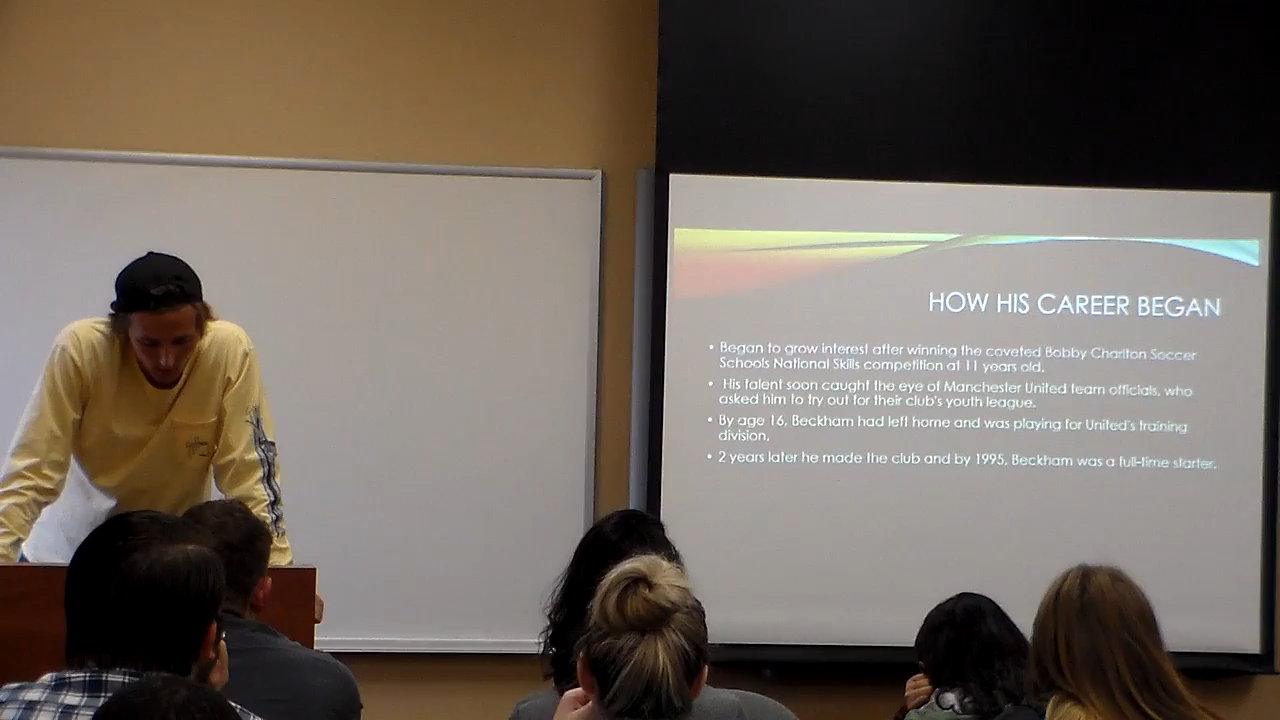 HOW HIS CAREER BEGAN
• Began to grow interest after winning the coveted Bobby Charlton Soccer
Schools National Skills competition at 11 years old.
• His talent soon caught the eye of Manchester United team officials, who
asked him to try out for their club's youth league.
• By age 16, Beckham had left home and was playing for United's training
division.
• 2 years later he made the club and by 1995, Beckham was a full-time starter.